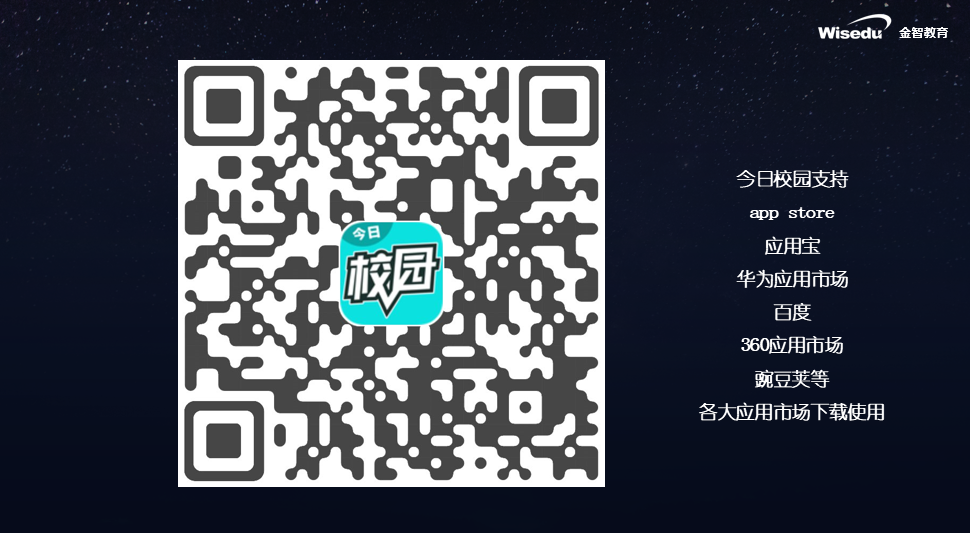 Wisedu 金智教育
今日
校园
今日校园支持
app store
应用宝
华为应用市场
百度
360应用市场
豌豆荚等
各大应用市场下载使用